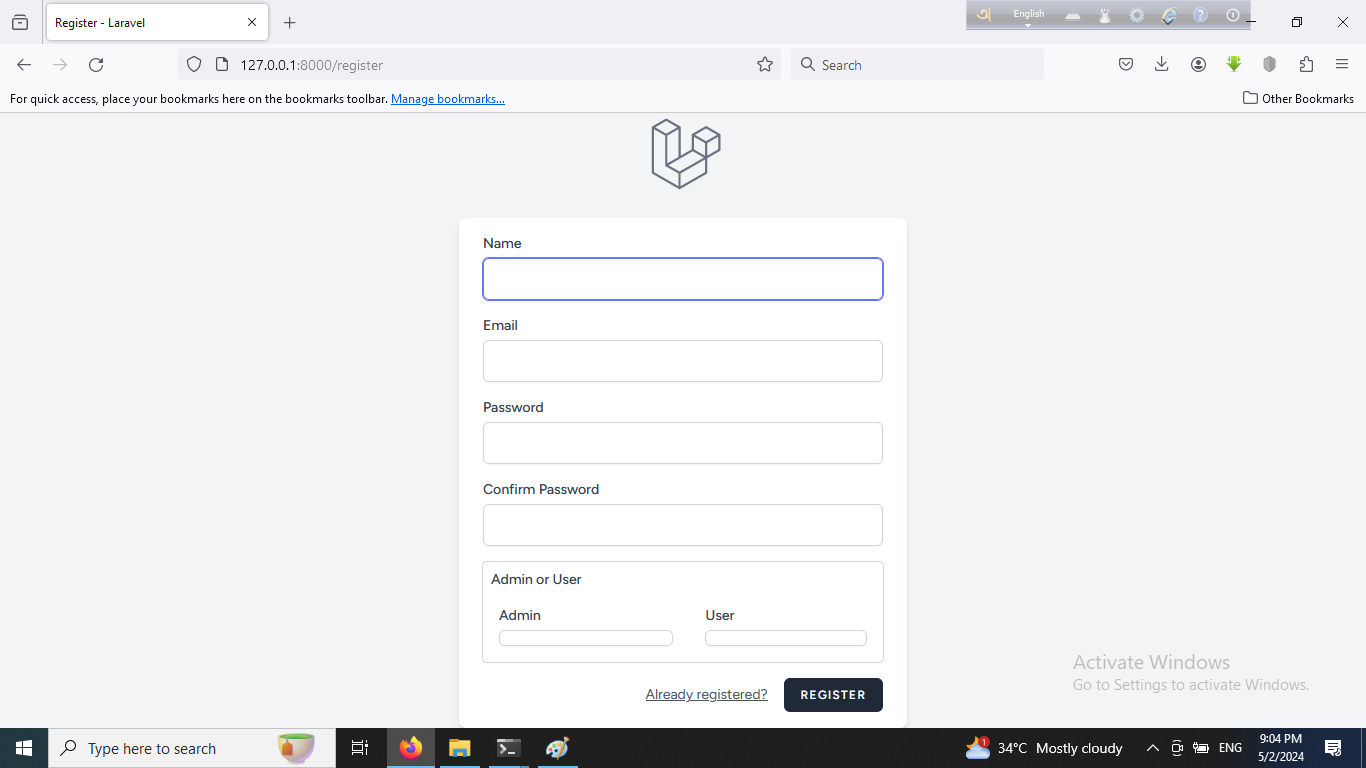 Register - Laravel
English
127.0.0.1:8000/register
Search
For quick access, place your bookmarks here on the bookmarks toolbar. Manage bookmarks...
Other Bookmarks
Name
Email
Password
Confirm Password
Admin or User
Admin User
Already registered? REGISTER
Activate Windows
Go to Settings to activate Windows.
Type here to search
1
34°C Mostly cloudy
ENG
9:04 PM
5/2/2024